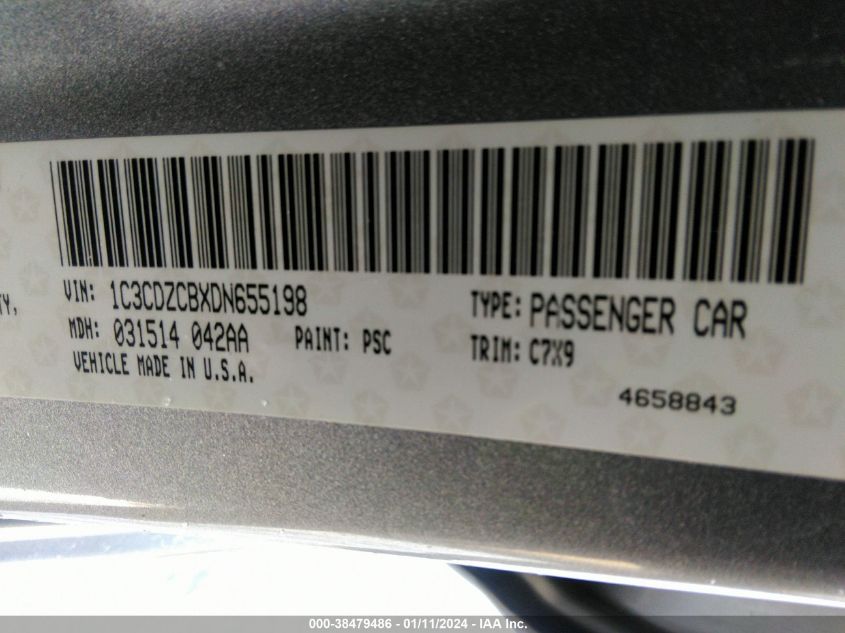 TY,
VIN: 1C3CDZCBXDN655198
TYPE: PASSENGER CAR
MDH: 031514 042AA
PAINT: PSC
TRIM: C7X9
VEHICLE MADE IN U.S.A.
4658843
000-38479486 - 01/11/2024 - IAA Inc.